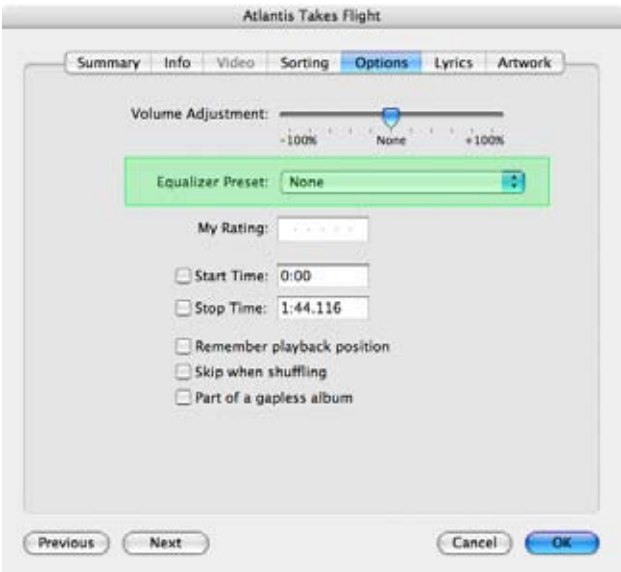 Atlantis Takes Flight
Summary Info Video Sorting Options Lyrics Artwork
Volume Adjustment:
-100% None +100%
Equalizer Preset: None
My Rating:
Start Time: 0:00
Stop Time: 1:44.116
Remember playback position
Skip when shuffling
Part of a gapless album
Previous Next Cancel OK